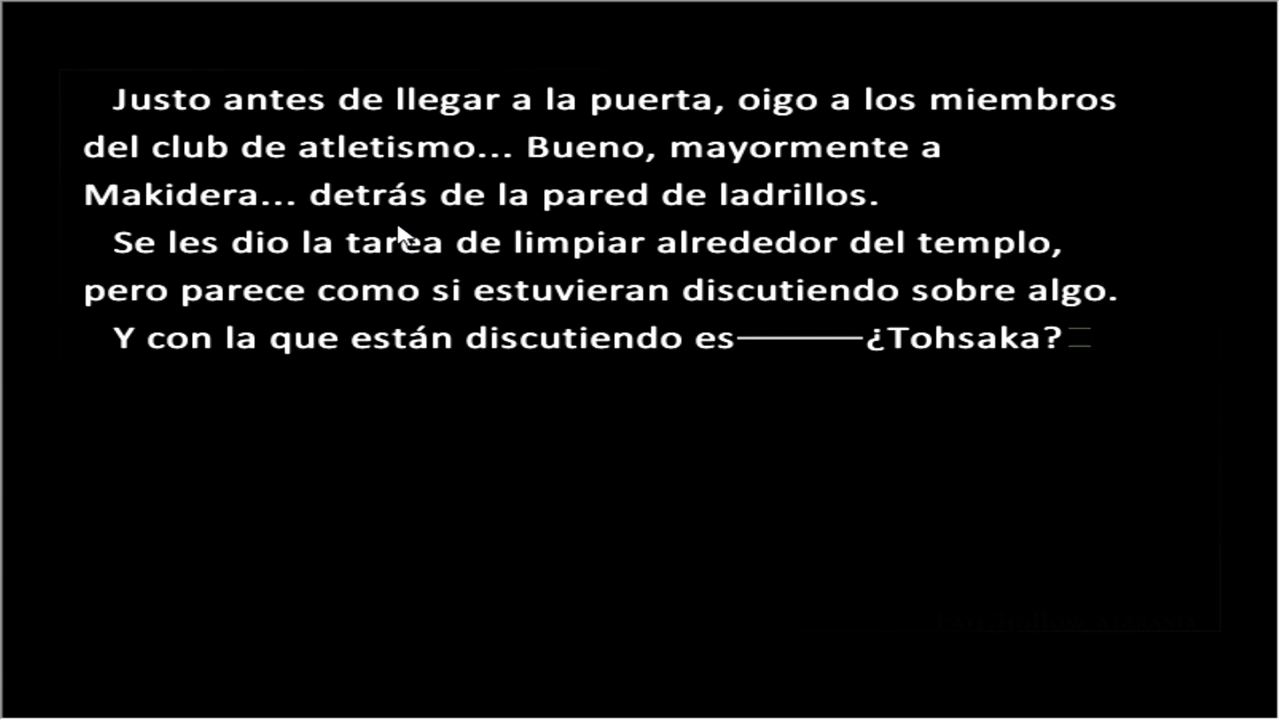 Justo antes de llegar a la puerta, oigo a los miembros
del club de atletismo... Bueno, mayormente a
Makidera... detrás de la pared de ladrillos.
Se les dio la tarea de limpiar alrededor del templo,
pero parece como si estuvieran discutiendo sobre algo.
Y con la que están discutiendo es————¿Tohsaka?